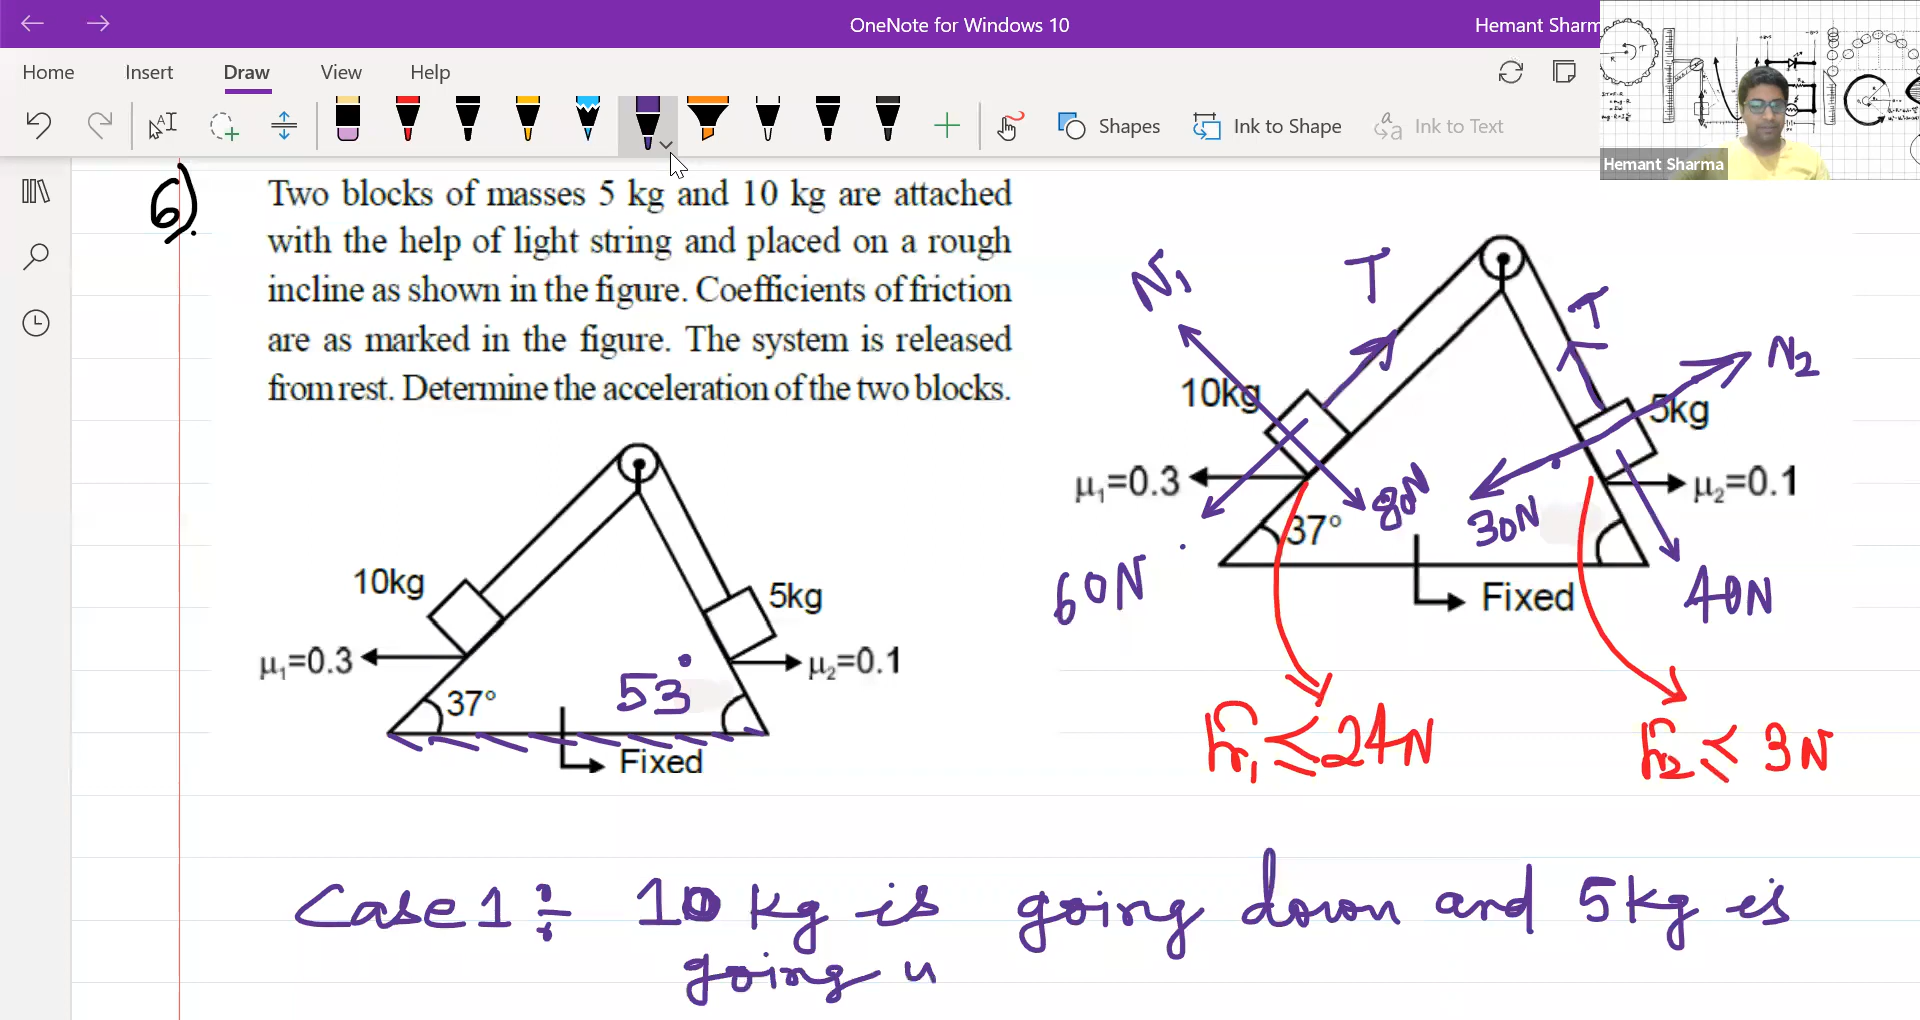 OneNote for Windows 10
Hemant Sharm
Home Insert Draw View Help
Shapes
Ink to Shape
Ink to Text
Hemant Sharma
6).
Two blocks of masses 5 kg and 10 kg are attached
with the help of light string and placed on a rough
incline as shown in the figure. Coefficients of friction
are as marked in the figure. The system is released
from rest. Determine the acceleration of the two blocks.
10kg
5kg
μ₁=0.3
μ₂=0.1
37°
53°
Fixed
N₁
T
T
N₂
10kg
5kg
μ₁=0.3
μ₂=0.1
80N
30N
37°
60N
40N
Fixed
fr₁ ≤ 24N
fr₂ ≤ 3N
Case 1 : 10 kg is going down and 5kg is
going u